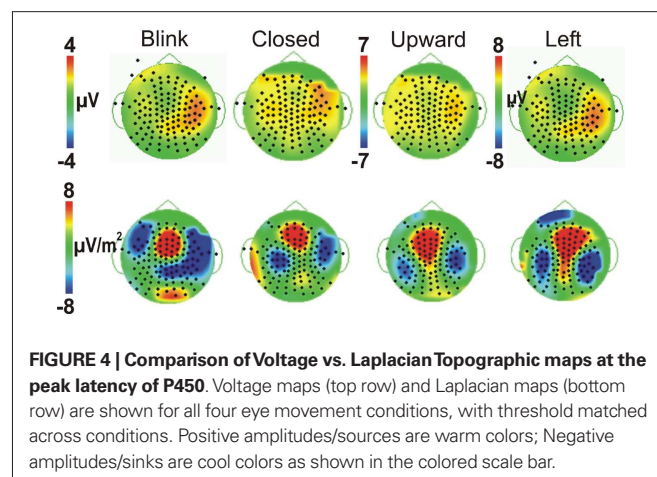 Blink Closed Upward Left
4 7 8
µV µV
-4 -7 -8
8
µV/m²
-8
FIGURE 4 | Comparison of Voltage vs. Laplacian Topographic maps at the
peak latency of P450. Voltage maps (top row) and Laplacian maps (bottom
row) are shown for all four eye movement conditions, with threshold matched
across conditions. Positive amplitudes/sources are warm colors; Negative
amplitudes/sinks are cool colors as shown in the colored scale bar.